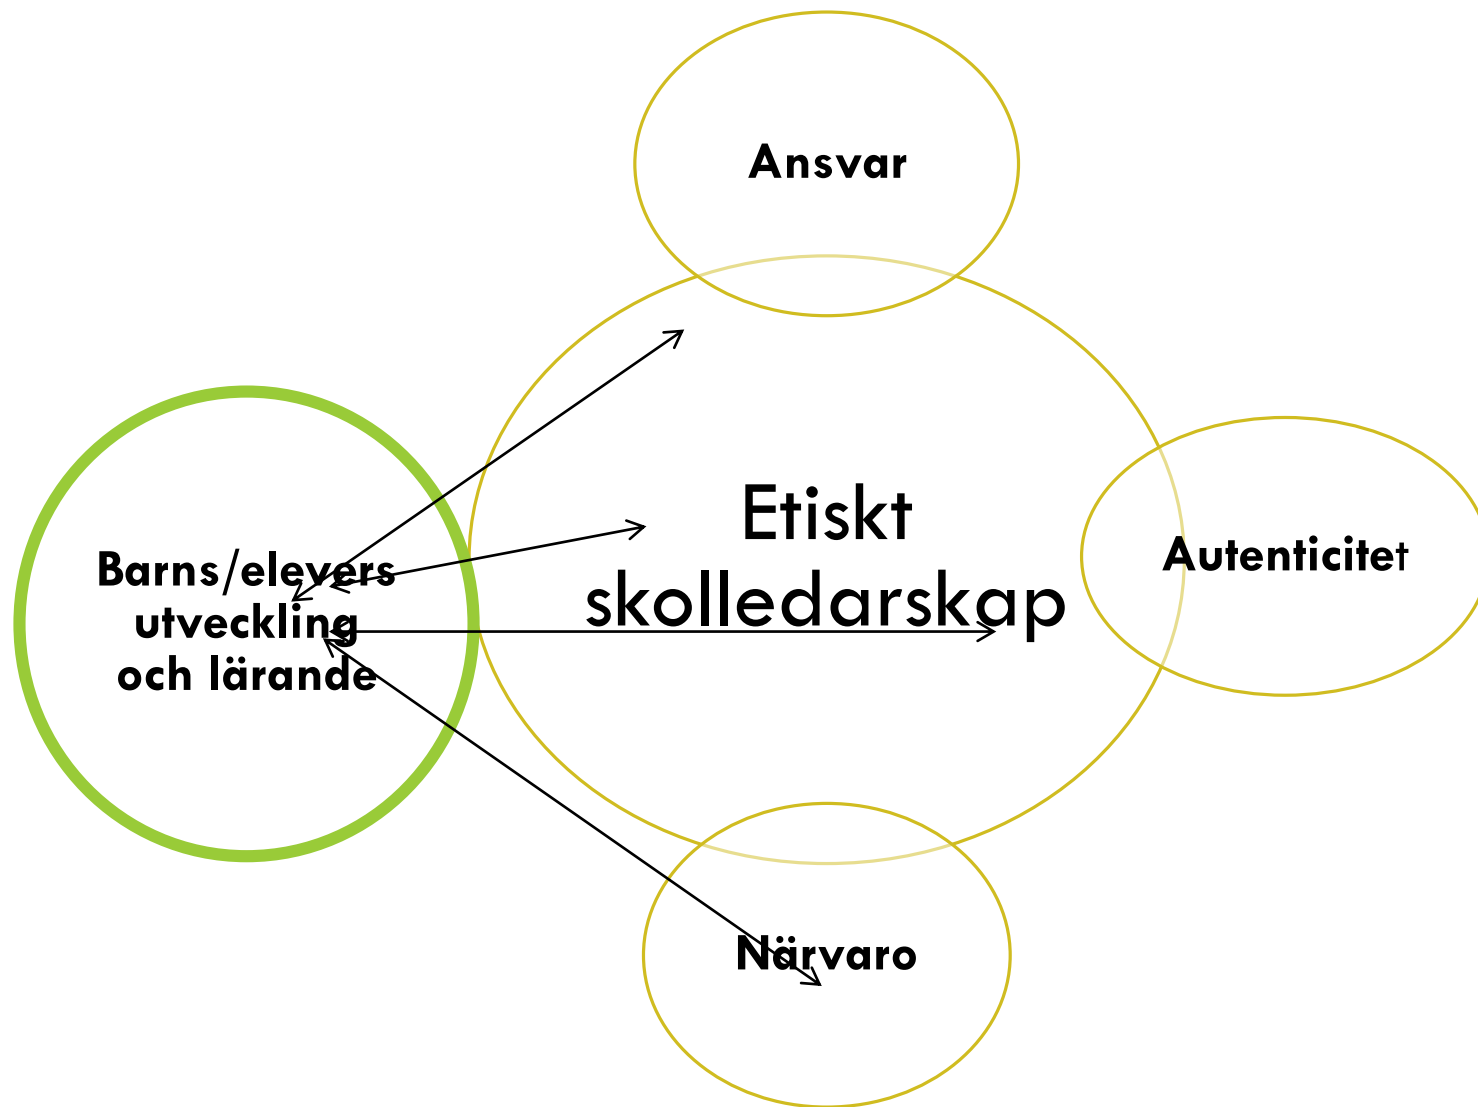 Ansvar
Etiskt
skolledarskap
Autenticitet
Barns/elevers
utveckling
och lärande
Närvaro